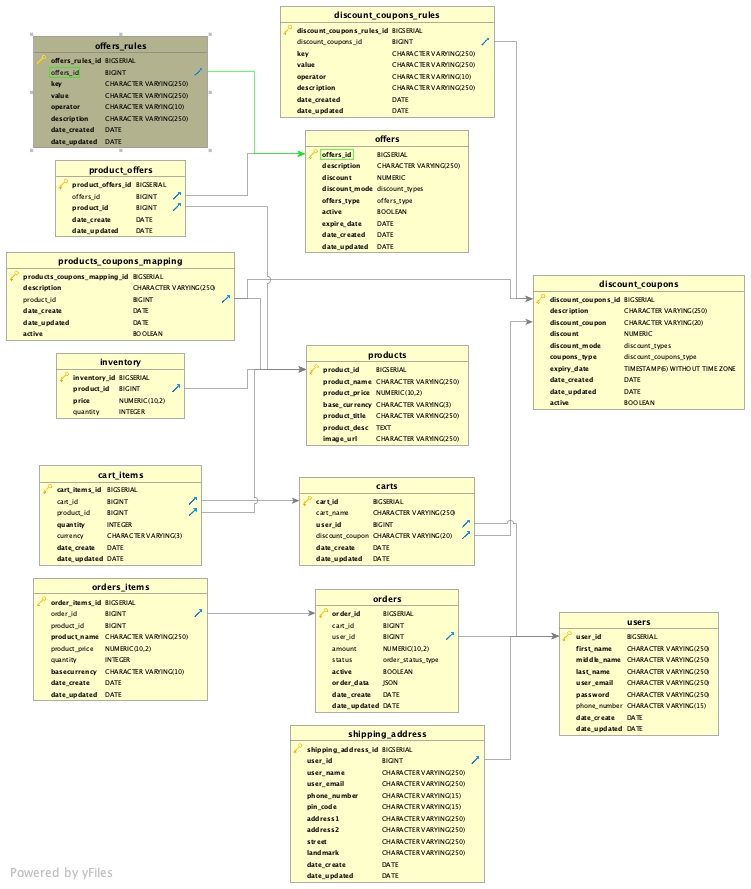 offers_rules
offers_rules_id BIGSERIAL
offers_id BIGINT
key CHARACTER VARYING(250)
value CHARACTER VARYING(250)
operator CHARACTER VARYING(10)
description CHARACTER VARYING(250)
date_created DATE
date_updated DATE
discount_coupons_rules
discount_coupons_rules_id BIGSERIAL
discount_coupons_id BIGINT
key CHARACTER VARYING(250)
value CHARACTER VARYING(250)
operator CHARACTER VARYING(10)
description CHARACTER VARYING(250)
date_created DATE
date_updated DATE
offers
offers_id BIGSERIAL
description CHARACTER VARYING(250)
discount NUMERIC
discount_mode discount_types
offers_type offers_type
active BOOLEAN
expire_date DATE
date_created DATE
date_updated DATE
product_offers
product_offers_id BIGSERIAL
offers_id BIGINT
product_id BIGINT
date_create DATE
date_updated DATE
products_coupons_mapping
products_coupons_mapping_id BIGSERIAL
description CHARACTER VARYING(250)
product_id BIGINT
date_create DATE
date_updated DATE
active BOOLEAN
discount_coupons
discount_coupons_id BIGSERIAL
description CHARACTER VARYING(250)
discount_coupon CHARACTER VARYING(20)
discount NUMERIC
discount_mode discount_types
coupons_type discount_coupons_type
expiry_date TIMESTAMP(6) WITHOUT TIME ZONE
date_created DATE
date_updated DATE
active BOOLEAN
inventory
inventory_id BIGSERIAL
product_id BIGINT
price NUMERIC(10,2)
quantity INTEGER
products
product_id BIGSERIAL
product_name CHARACTER VARYING(250)
product_price NUMERIC(10,2)
base_currency CHARACTER VARYING(3)
product_title CHARACTER VARYING(250)
product_desc TEXT
image_url CHARACTER VARYING(250)
cart_items
cart_items_id BIGSERIAL
cart_id BIGINT
product_id BIGINT
quantity INTEGER
currency CHARACTER VARYING(3)
date_create DATE
date_updated DATE
carts
cart_id BIGSERIAL
cart_name CHARACTER VARYING(250)
user_id BIGINT
discount_coupon CHARACTER VARYING(20)
date_create DATE
date_updated DATE
orders_items
order_items_id BIGSERIAL
order_id BIGINT
product_id BIGINT
product_name CHARACTER VARYING(250)
product_price NUMERIC(10,2)
quantity INTEGER
basecurrency CHARACTER VARYING(10)
date_create DATE
date_updated DATE
orders
order_id BIGSERIAL
cart_id BIGINT
user_id BIGINT
amount NUMERIC(10,2)
status order_status_type
active BOOLEAN
order_data JSON
date_create DATE
date_updated DATE
users
user_id BIGSERIAL
first_name CHARACTER VARYING(250)
middle_name CHARACTER VARYING(250)
last_name CHARACTER VARYING(250)
user_email CHARACTER VARYING(250)
password CHARACTER VARYING(250)
phone_number CHARACTER VARYING(15)
date_create DATE
date_updated DATE
shipping_address
shipping_address_id BIGSERIAL
user_id BIGINT
user_name CHARACTER VARYING(250)
user_email CHARACTER VARYING(250)
phone_number CHARACTER VARYING(15)
pin_code CHARACTER VARYING(15)
address1 CHARACTER VARYING(250)
address2 CHARACTER VARYING(250)
street CHARACTER VARYING(250)
landmark CHARACTER VARYING(250)
date_create DATE
date_updated DATE
Powered by yFiles